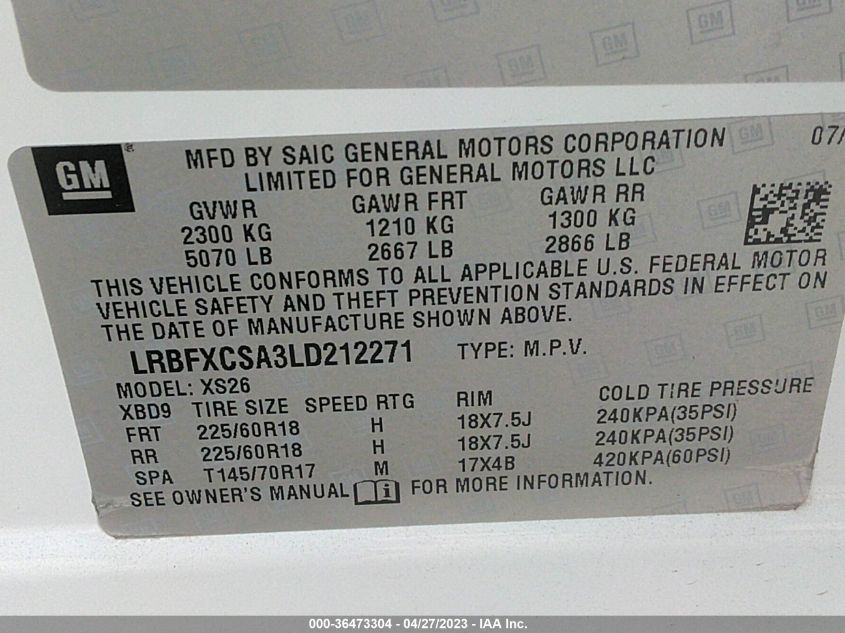 GM
MFD BY SAIC GENERAL MOTORS CORPORATION 07/
LIMITED FOR GENERAL MOTORS LLC
GVWR GAWR FRT GAWR RR
2300 KG 1210 KG 1300 KG
5070 LB 2667 LB 2866 LB
THIS VEHICLE CONFORMS TO ALL APPLICABLE U.S. FEDERAL MOTOR
VEHICLE SAFETY AND THEFT PREVENTION STANDARDS IN EFFECT ON
THE DATE OF MANUFACTURE SHOWN ABOVE.
LRBFXCSA3LD212271 TYPE: M.P.V.
MODEL: XS26
XBD9 TIRE SIZE SPEED RTG RIM COLD TIRE PRESSURE
FRT 225/60R18 H 18X7.5J 240KPA(35PSI)
RR 225/60R18 H 18X7.5J 240KPA(35PSI)
SPA T145/70R17 M 17X4B 420KPA(60PSI)
SEE OWNER'S MANUAL i FOR MORE INFORMATION.
000-36473304 - 04/27/2023 - IAA Inc.